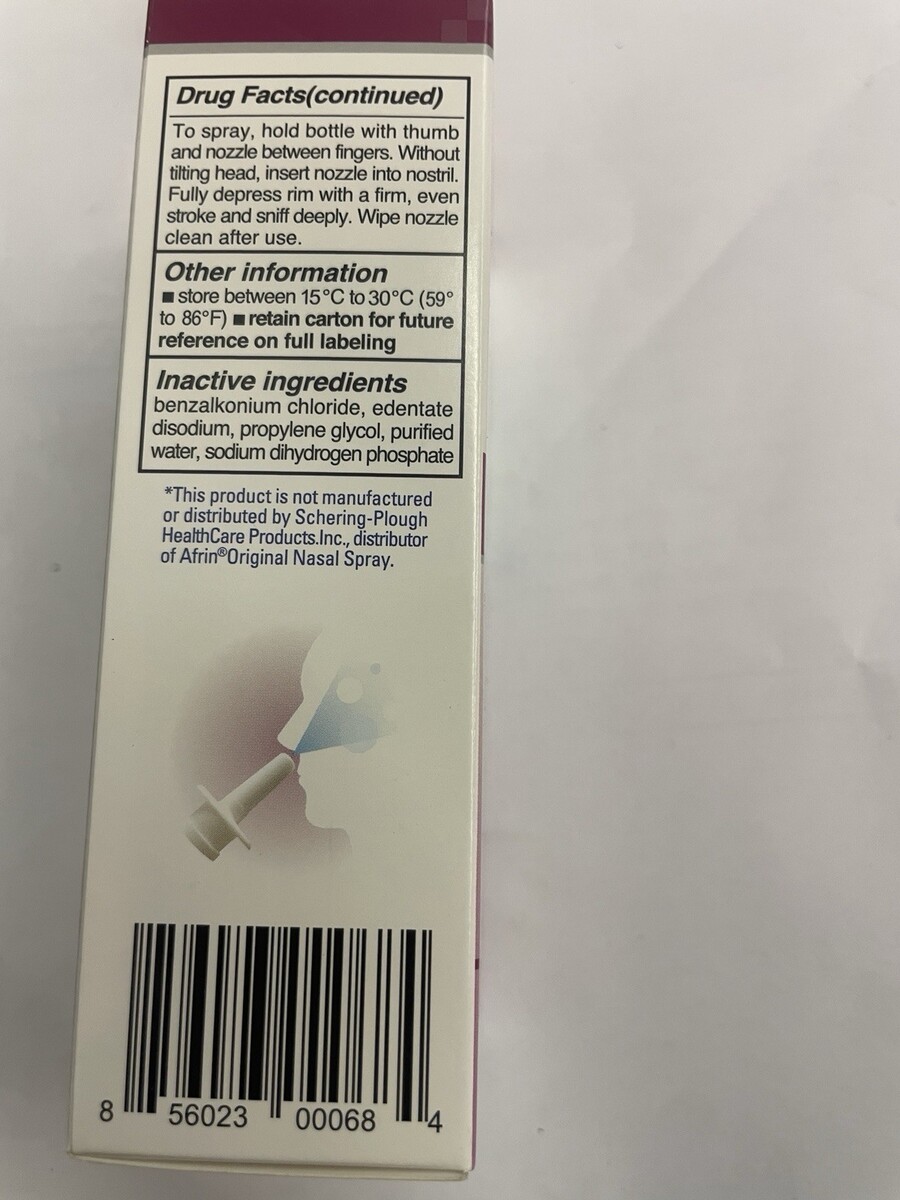 Drug Facts(continued)
To spray, hold bottle with thumb
and nozzle between fingers. Without
tilting head, insert nozzle into nostril.
Fully depress rim with a firm, even
stroke and sniff deeply. Wipe nozzle
clean after use.
Other information
■ store between 15°C to 30°C (59°
to 86°F) ■ retain carton for future
reference on full labeling
Inactive ingredients
benzalkonium chloride, edentate
disodium, propylene glycol, purified
water, sodium dihydrogen phosphate
*This product is not manufactured
or distributed by Schering-Plough
HealthCare Products.Inc., distributor
of Afrin®Original Nasal Spray.
8 56023 00068 4